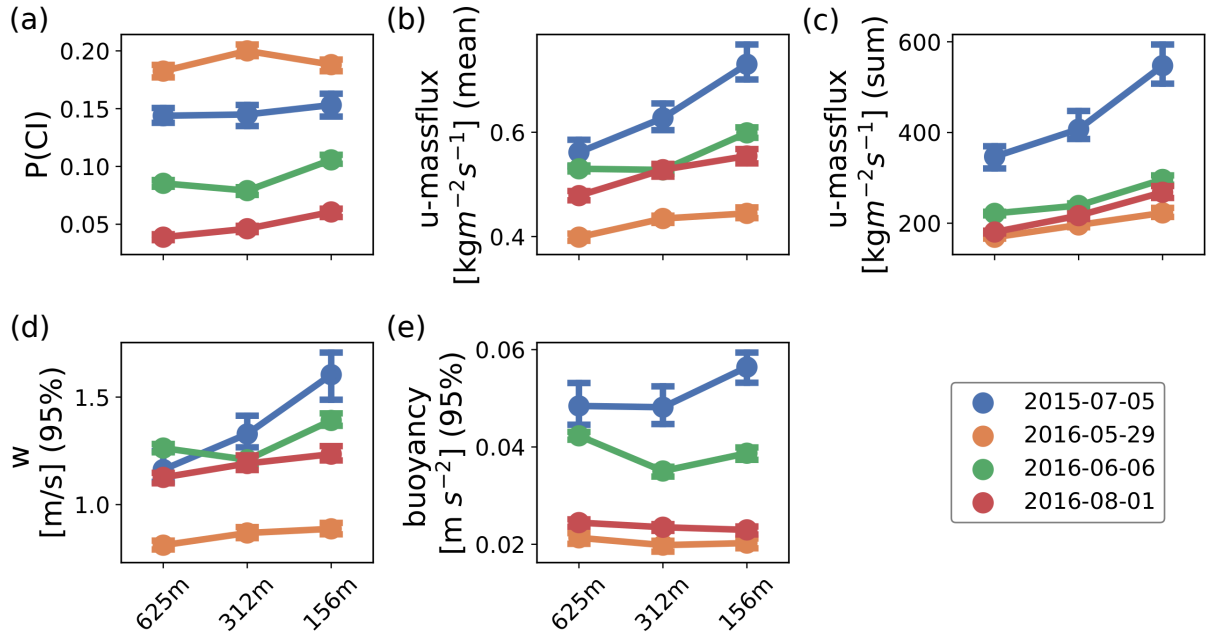 (a)
P(CI)
0.20
0.15
0.10
0.05
(b)
u-massflux
[kgm⁻²s⁻¹] (mean)
0.6
0.4
(c)
u-massflux
[kgm⁻²s⁻¹] (sum)
600
400
200
(d)
w
[m/s] (95%)
1.5
1.0
625m
312m
156m
(e)
buoyancy
[m s⁻²] (95%)
0.06
0.04
0.02
625m
312m
156m
2015-07-05
2016-05-29
2016-06-06
2016-08-01